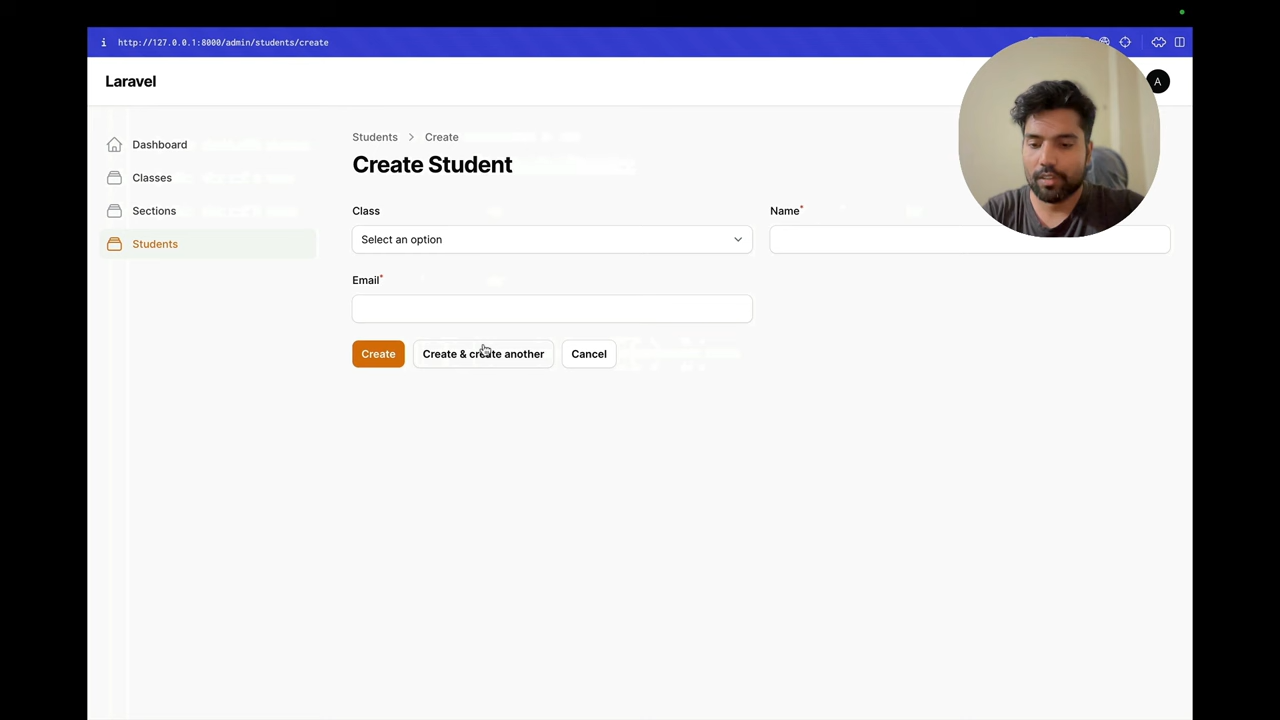 http://127.0.0.1:8000/admin/students/create
Laravel
A
Dashboard
Classes
Sections
Students
Students > Create
Create Student
Class
Name*
Select an option
Email*
Create
Create & create another
Cancel